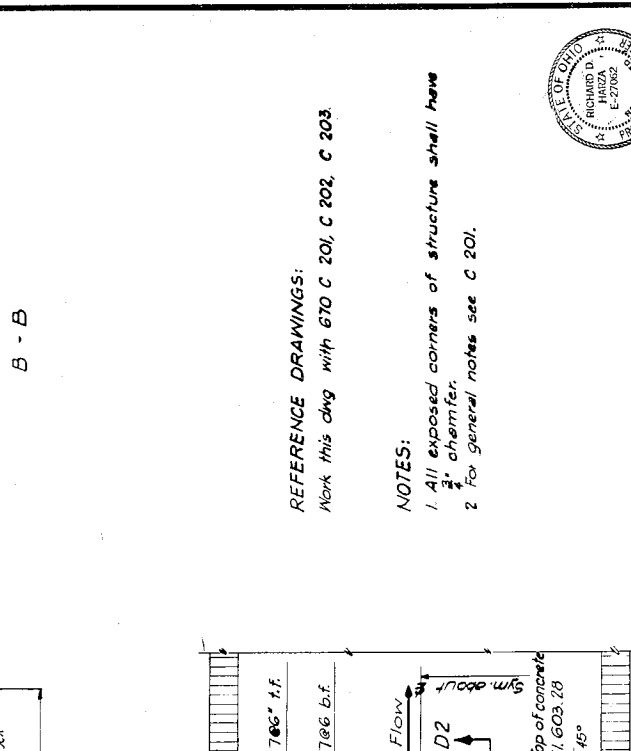 B - B
REFERENCE DRAWINGS:
Work this dwg with 670 C 201, C 202, C 203.
NOTES:
1. All exposed corners of structure shall have
3/4" chamfer.
2 For general notes see C 201.
STATE OF OHIO
RICHARD D.
HARZA
E-27062
7@6" t.f.
7@6 b.f.
Flow
Sym. about
D2
op of concrete
l. 603.28
45°